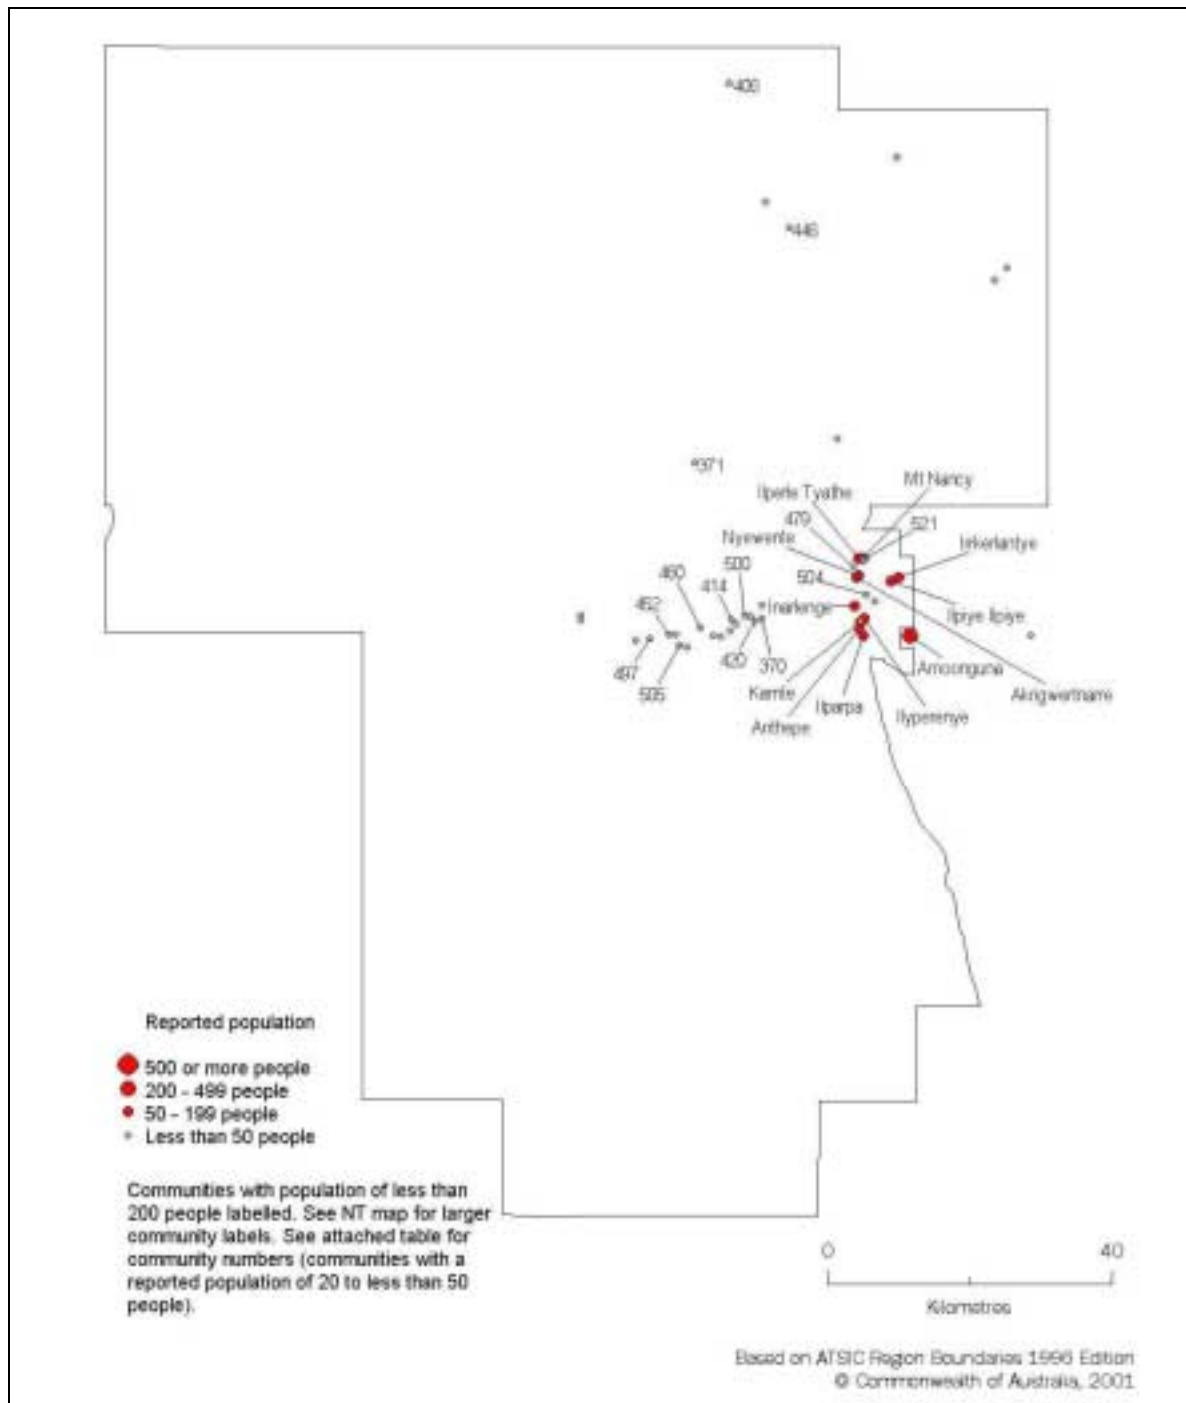 406
446
371
Mt Nancy
Ilperle Tyathe
479
521
Nyewente
Irrkerlantye
500
460
504
414
Inarlenge
Ilpiye Ilpiye
452
420
370
Amoonguna
497
505
Karnte
Akngwertnarre
Ilparpa
Ilyperenye
Anthepe
Reported population
500 or more people
200 - 499 people
50 - 199 people
Less than 50 people
Communities with population of less than
200 people labelled. See NT map for larger
community labels. See attached table for
community numbers (communities with a
reported population of 20 to less than 50
people).
0 40
Kilometres
Based on ATSIC Region Boundaries 1996 Edition
© Commonwealth of Australia, 2001